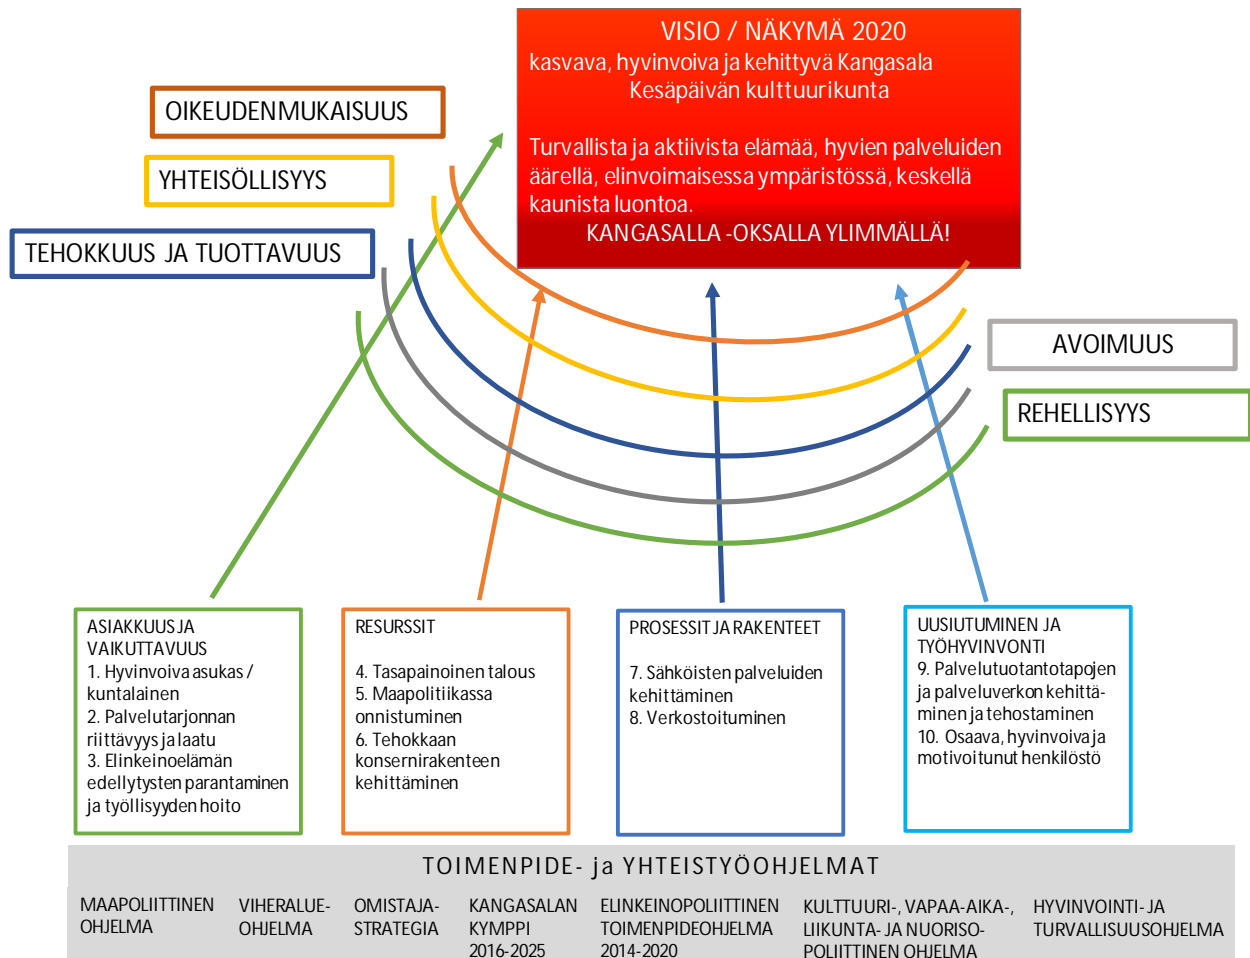 VISIO / NÄKYMÄ 2020
kasvava, hyvinvoiva ja kehittyvä Kangasala
Kesäpäivän kulttuurikunta
Turvallista ja aktiivista elämää, hyvien palveluiden
äärellä, elinvoimaisessa ympäristössä, keskellä
kaunista luontoa.
KANGASALLA -OKSALLA YLIMMÄLLÄ!
OIKEUDENMUKAISUUS
YHTEISÖLLISYYS
TEHOKKUUS JA TUOTTAVUUS
AVOIMUUS
REHELLISYYS
ASIAKKUUS JA
VAIKUTTAVUUS
1. Hyvinvoiva asukas /
kuntalainen
2. Palvelutarjonnan
riittävyys ja laatu
3. Elinkeinoelämän
edellytysten parantaminen
ja työllisyyden hoito
RESURSSIT
4. Tasapainoinen talous
5. Maapolitiikassa
onnistuminen
6. Tehokkaan
konsernirakenteen
kehittäminen
PROSESSIT JA RAKENTEET
7. Sähköisten palveluiden
kehittäminen
8. Verkostoituminen
UUSIUTUMINEN JA
TYÖHYVINVONTI
9. Palvelutuotantotapojen
ja palveluverkon kehittä-
minen ja tehostaminen
10. Osaava, hyvinvoiva ja
motivoitunut henkilöstö
TOIMENPIDE- ja YHTEISTYÖOHJELMAT
MAAPOLIITTINEN
OHJELMA
VIHERALUE-
OHJELMA
OMISTAJA-
STRATEGIA
KANGASALAN
KYMPPI
2016-2025
ELINKEINOPOLIITTINEN
TOIMENPIDEOHJELMA
2014-2020
KULTTUURI-, VAPAA-AIKA-,
LIIKUNTA- JA NUORISO-
POLIITTINEN OHJELMA
HYVINVOINTI- JA
TURVALLISUUSOHJELMA